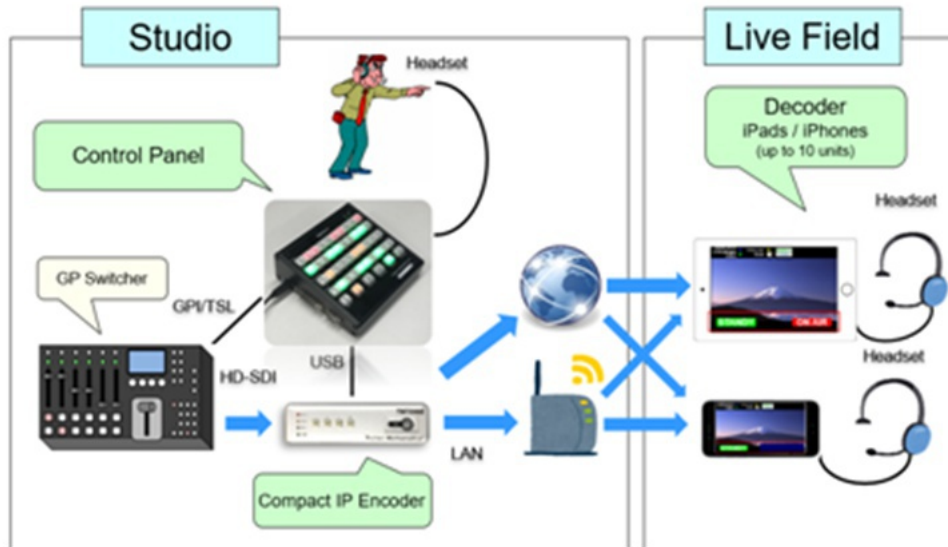 Studio
Live Field
Headset
Control Panel
Decoder
iPads / iPhones
(up to 10 units)
Headset
GP Switcher
GPI/TSL
USB
HD-SDI
LAN
STANDBY
ON AIR
Headset
Compact IP Encoder